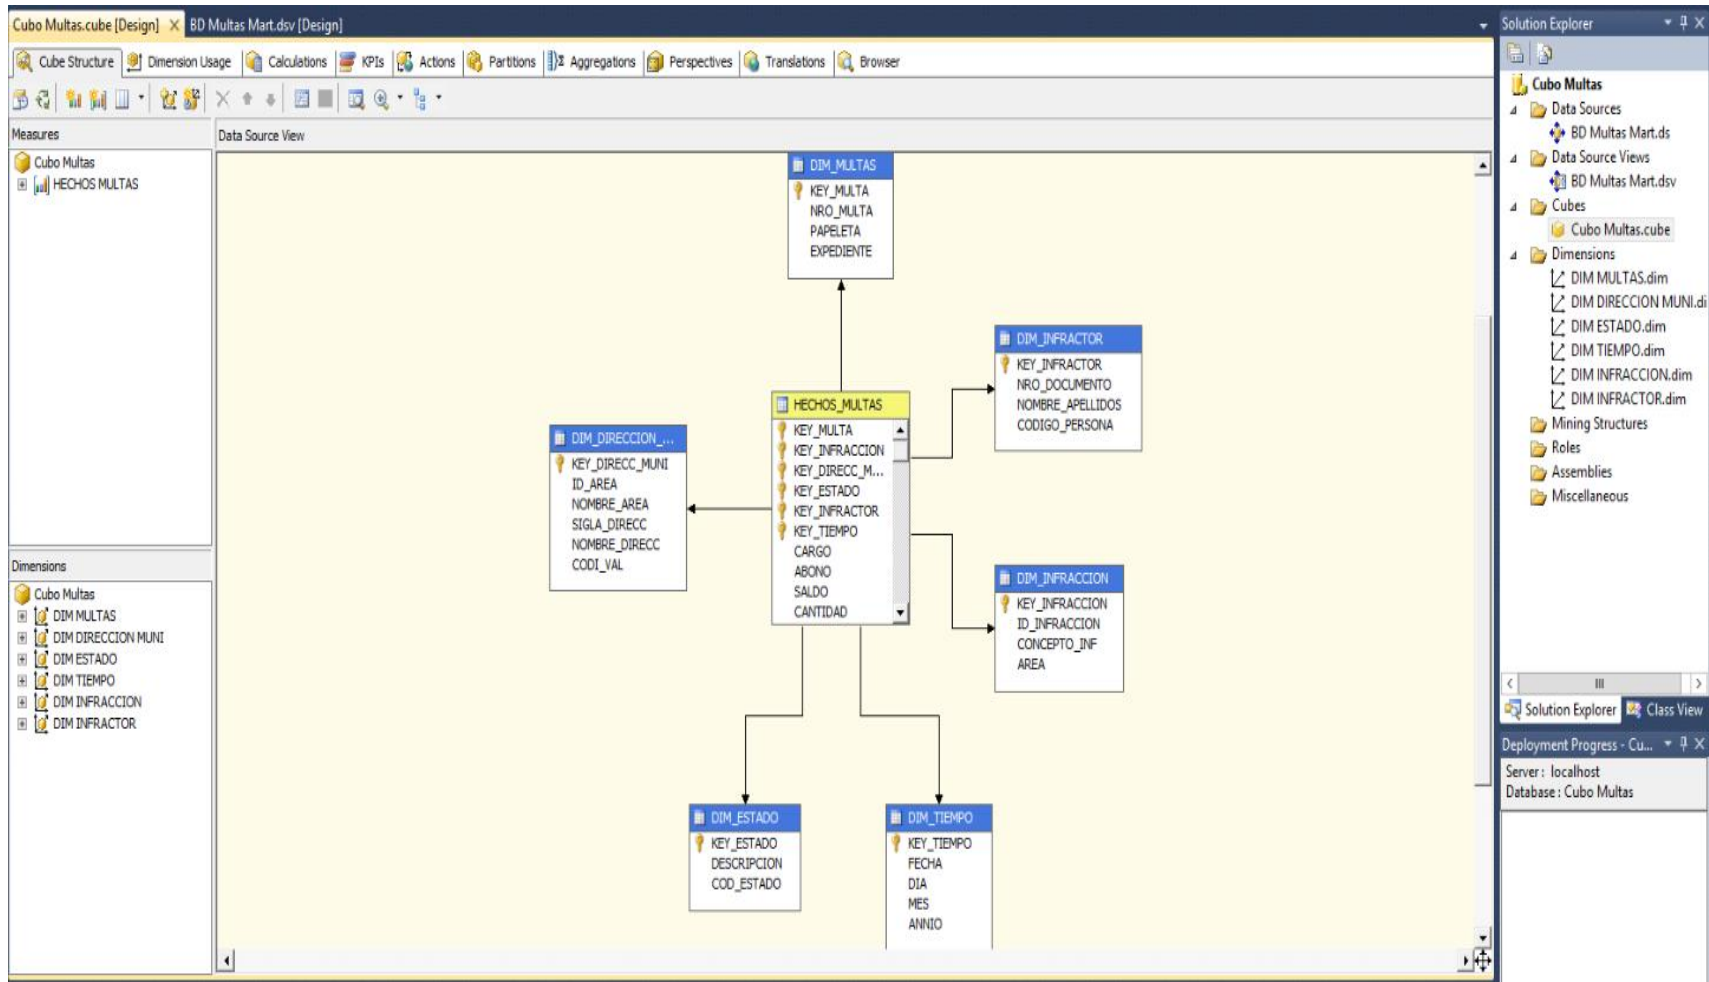 Cubo Multas.cube [Design]
BD Multas Mart.dsv [Design]
Cube Structure
Dimension Usage
Calculations
KPIs
Actions
Partitions
Aggregations
Perspectives
Translations
Browser
Measures
Cubo Multas
HECHOS MULTAS
Dimensions
Cubo Multas
DIM MULTAS
DIM DIRECCION MUNI
DIM ESTADO
DIM TIEMPO
DIM INFRACCION
DIM INFRACTOR
Data Source View
DIM_MULTAS
KEY_MULTA
NRO_MULTA
PAPELETA
EXPEDIENTE
DIM_INFRACTOR
KEY_INFRACTOR
NRO_DOCUMENTO
NOMBRE_APELLIDOS
CODIGO_PERSONA
HECHOS_MULTAS
KEY_MULTA
KEY_INFRACCION
KEY_DIRECC_M...
KEY_ESTADO
KEY_INFRACTOR
KEY_TIEMPO
CARGO
ABONO
SALDO
CANTIDAD
DIM_DIRECCION_...
KEY_DIRECC_MUNI
ID_AREA
NOMBRE_AREA
SIGLA_DIRECC
NOMBRE_DIRECC
CODI_VAL
DIM_INFRACCION
KEY_INFRACCION
ID_INFRACCION
CONCEPTO_INF
AREA
DIM_ESTADO
KEY_ESTADO
DESCRIPCION
COD_ESTADO
DIM_TIEMPO
KEY_TIEMPO
FECHA
DIA
MES
ANNIO
Solution Explorer
Cubo Multas
Data Sources
BD Multas Mart.ds
Data Source Views
BD Multas Mart.dsv
Cubes
Cubo Multas.cube
Dimensions
DIM MULTAS.dim
DIM DIRECCION MUNI.di
DIM ESTADO.dim
DIM TIEMPO.dim
DIM INFRACCION.dim
DIM INFRACTOR.dim
Mining Structures
Roles
Assemblies
Miscellaneous
Solution Explorer
Class View
Deployment Progress - Cu...
Server: localhost
Database: Cubo Multas